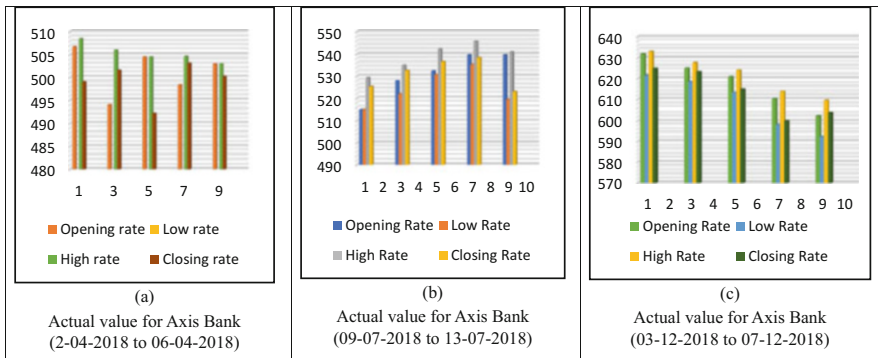 510
505
500
495
490
485
480
1 3 5 7 9
Opening rate Low rate
High rate Closing rate
(a)
Actual value for Axis Bank
(2-04-2018 to 06-04-2018)
550
540
530
520
510
500
490
1 2 3 4 5 6 7 8 9 10
Opening Rate Low Rate
High Rate Closing Rate
(b)
Actual value for Axis Bank
(09-07-2018 to 13-07-2018)
640
630
620
610
600
590
580
570
1 2 3 4 5 6 7 8 9 10
Opening Rate Low Rate
High Rate Closing Rate
(c)
Actual value for Axis Bank
(03-12-2018 to 07-12-2018)